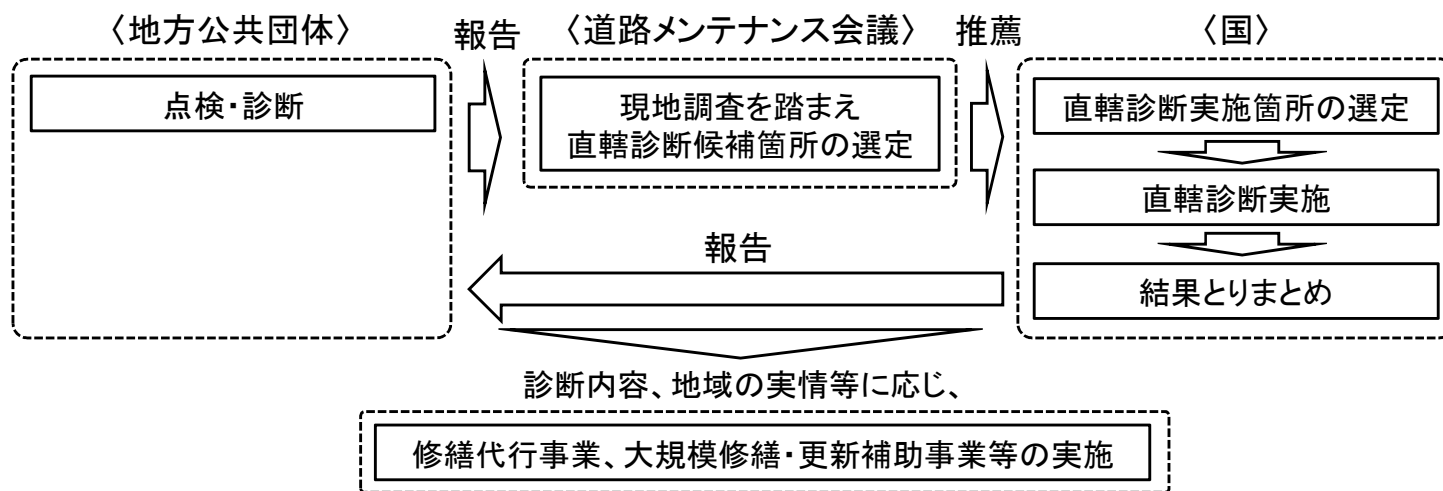 〈地方公共団体〉
報告
〈道路メンテナンス会議〉
推薦
〈国〉
点検・診断
現地調査を踏まえ
直轄診断候補箇所の選定
直轄診断実施箇所の選定
直轄診断実施
結果とりまとめ
報告
診断内容、地域の実情等に応じ、
修繕代行事業、大規模修繕・更新補助事業等の実施